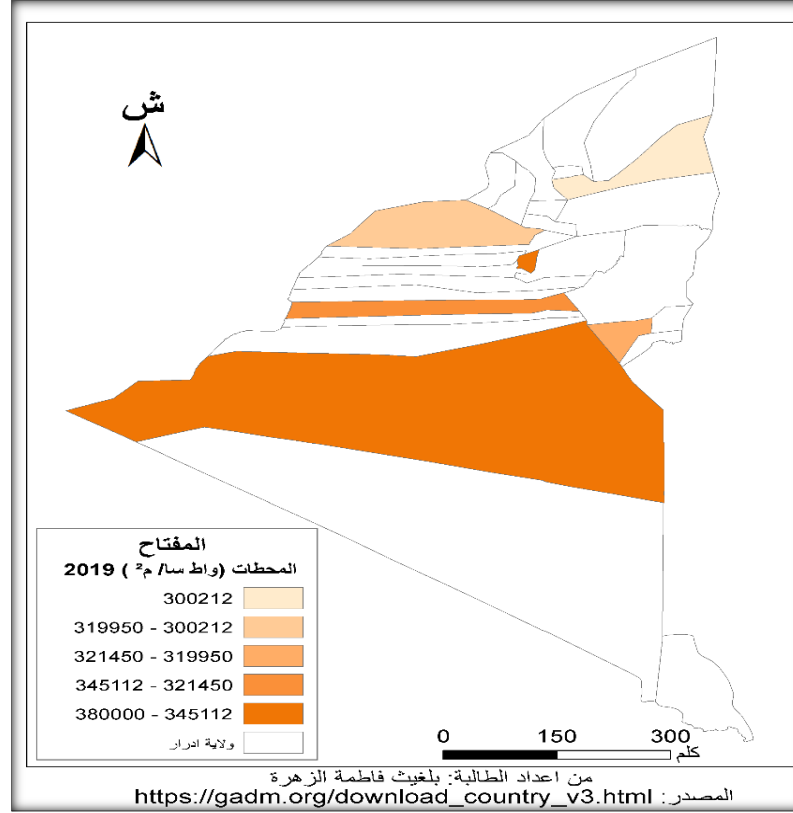 ش
المفتاح
المحطات (واط سا/ م² ) 2019
300212
319950 - 300212
321450 - 319950
345112 - 321450
380000 - 345112
ولاية ادرار
0 150 300
كلم
من اعداد الطالبة: بلغيث فاطمة الزهرة
المصدر: https://gadm.org/download_country_v3.html